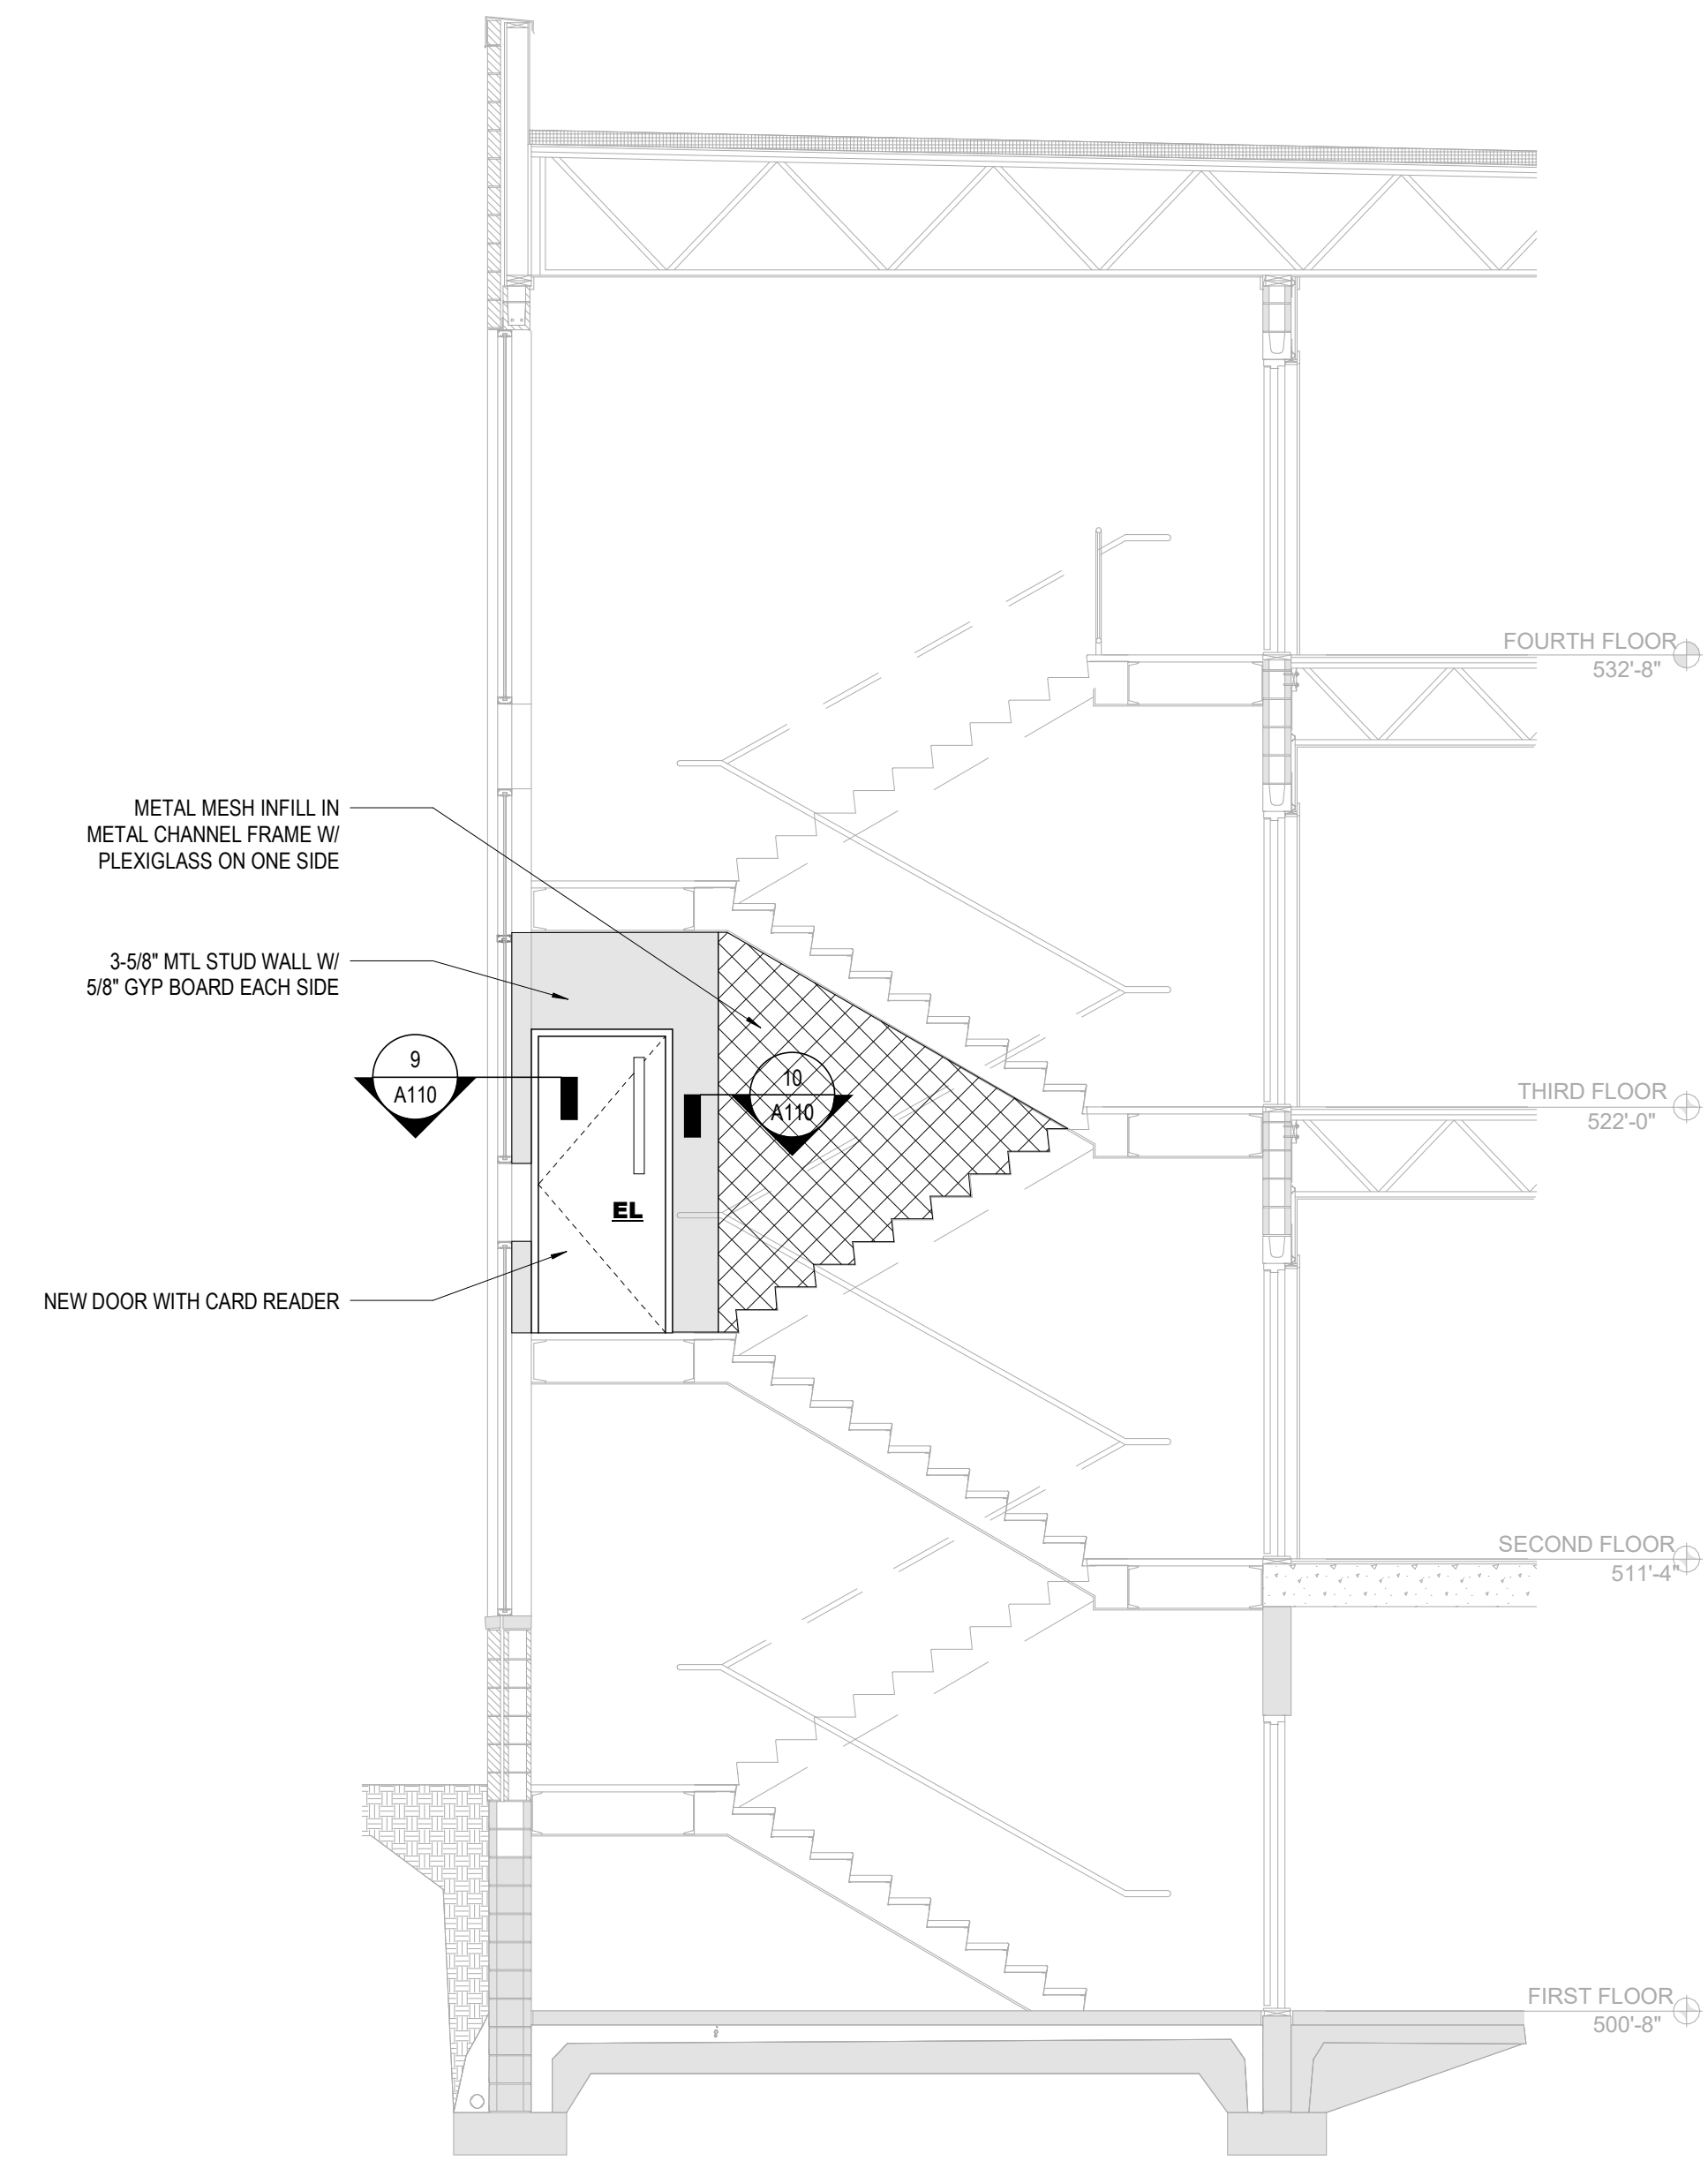 FOURTH FLOOR
532'-8"
METAL MESH INFILL IN
METAL CHANNEL FRAME W/
PLEXIGLASS ON ONE SIDE
3-5/8" MTL STUD WALL W/
5/8" GYP BOARD EACH SIDE
9
A110
10
A110
THIRD FLOOR
522'-0"
EL
NEW DOOR WITH CARD READER
SECOND FLOOR
511'-4"
FIRST FLOOR
500'-8"